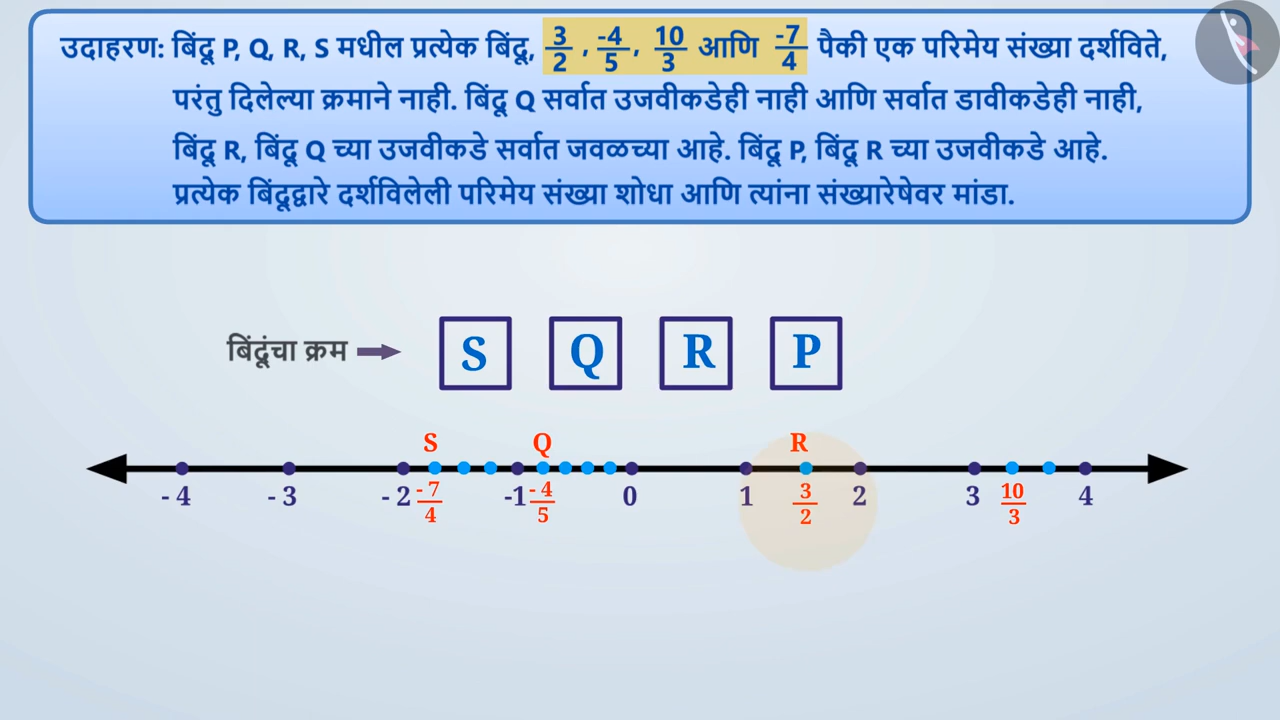 उदाहरण: बिंदू P, Q, R, S मधील प्रत्येक बिंदू, 3/2 , -4/5 , 10/3 आणि -7/4 पैकी एक परिमेय संख्या दर्शविते,
परंतु दिलेल्या क्रमाने नाही. बिंदू Q सर्वात उजवीकडेही नाही आणि सर्वात डावीकडेही नाही,
बिंदू R, बिंदू Q च्या उजवीकडे सर्वात जवळच्या आहे. बिंदू P, बिंदू R च्या उजवीकडे आहे.
प्रत्येक बिंदूद्वारे दर्शविलेली परिमेय संख्या शोधा आणि त्यांना संख्यारेषेवर मांडा.
बिंदूंचा क्रम S Q R P
S Q R
-4 -3 -2 -7/4 -1 -4/5 0 1 3/2 2 3 10/3 4